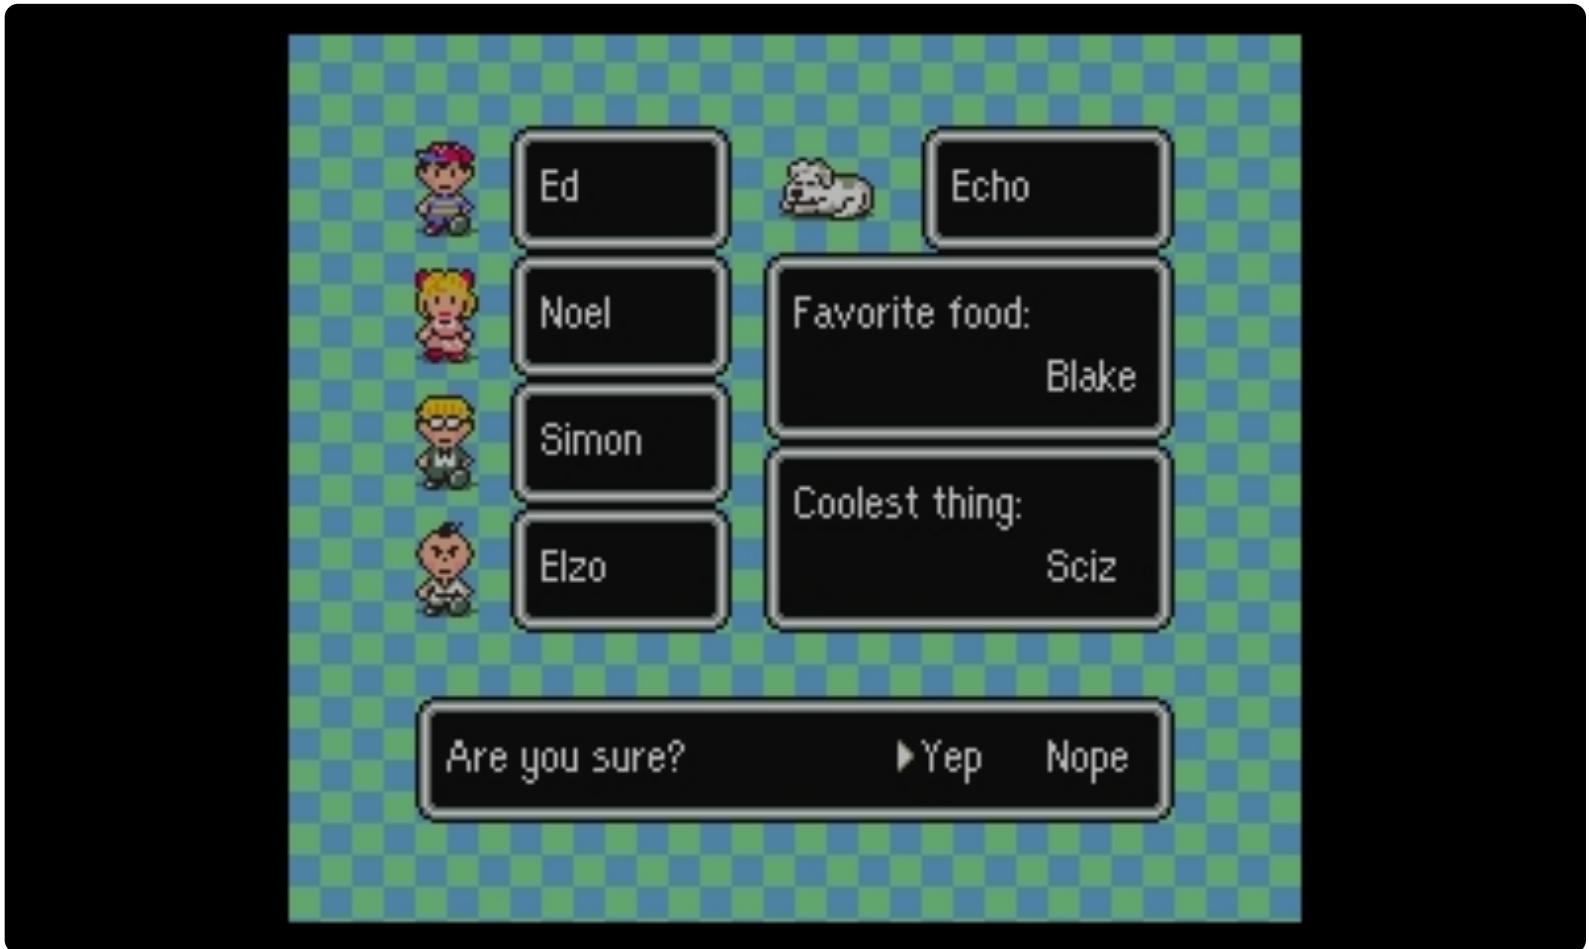 Ed
Echo
Noel
Favorite food:
Blake
Simon
Coolest thing:
Elzo
Sciz
Are you sure? Yep Nope